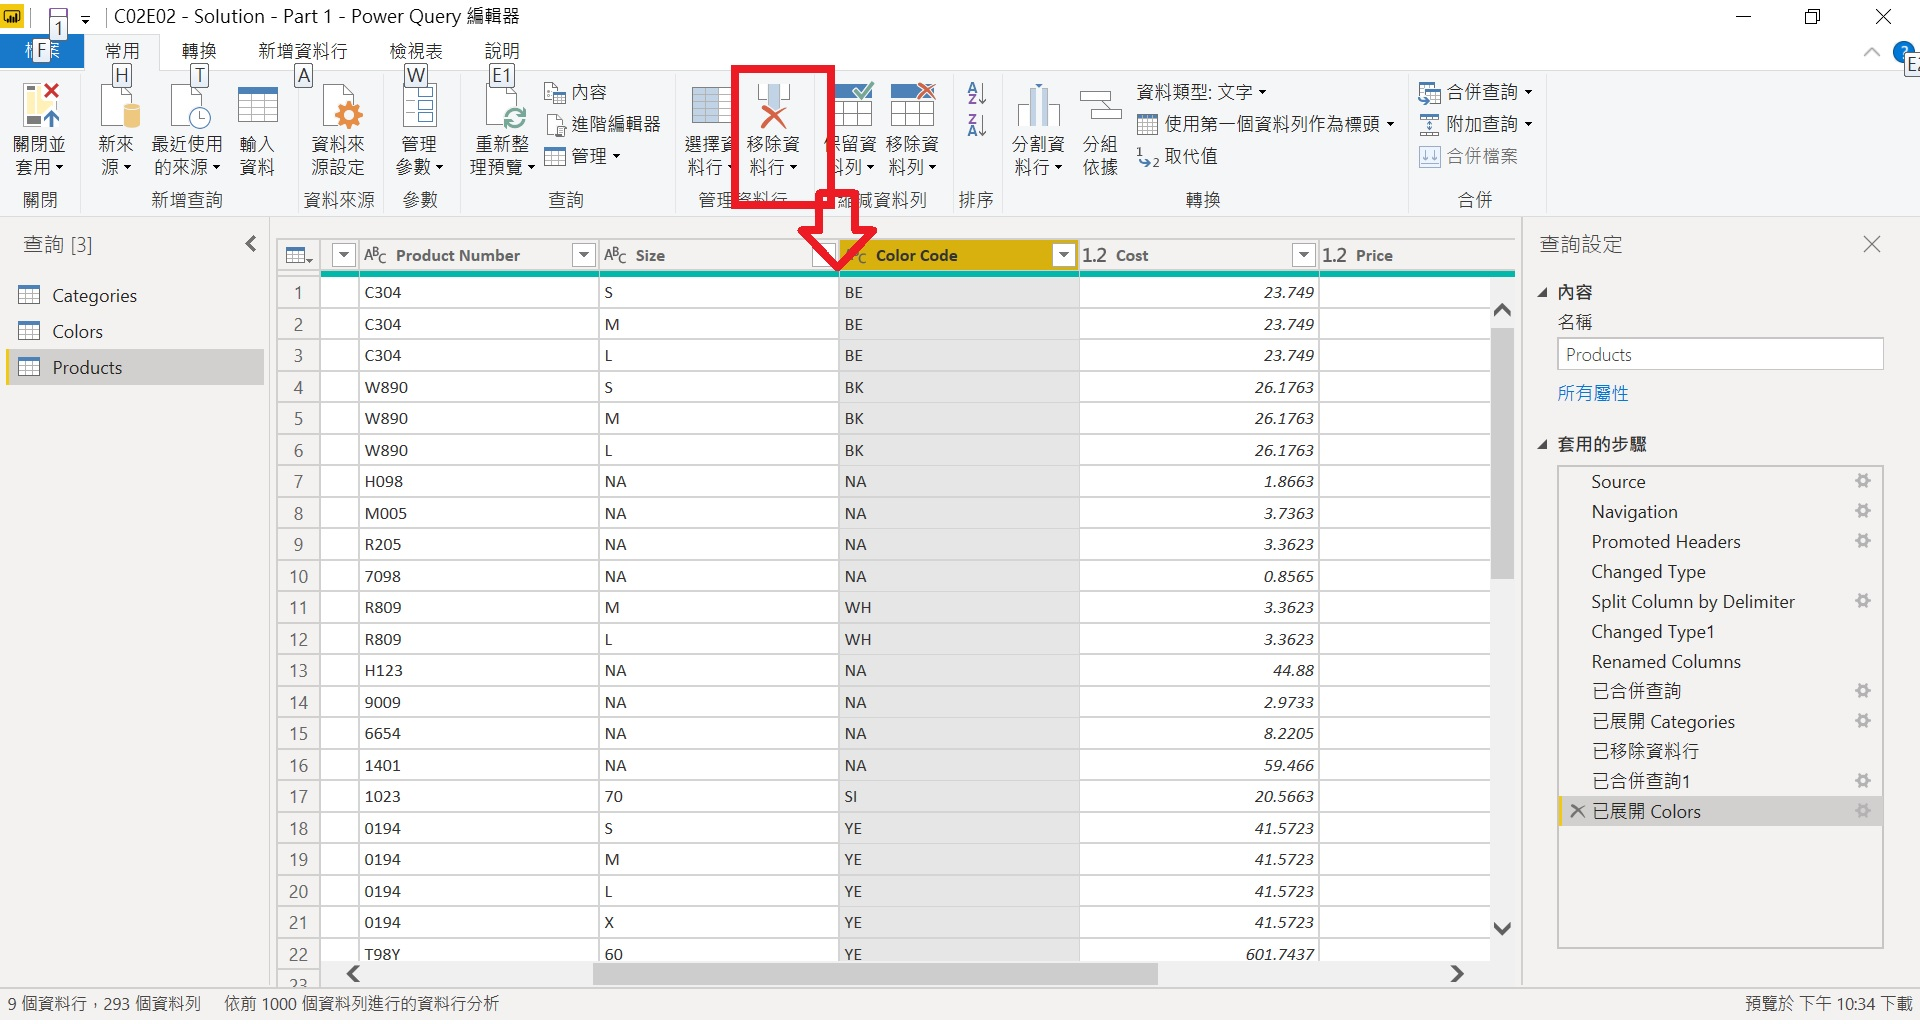 C02E02 - Solution - Part 1 - Power Query 編輯器
1
F
常用
轉換
新增資料行
檢視表
說明
H
T
A
W
E1
?
E2
關閉並
套用
新來
源
最近使用
的來源
輸入
資料
資料來
源設定
管理
參數
重新整
理預覽
內容
進階編輯器
管理
選擇資
料行
移除資
料行
保留資
料列
移除資
料列
分割資
料行
分組
依據
資料類型: 文字
使用第一個資料列作為標頭
取代值
合併查詢
附加查詢
合併檔案
關閉
新增查詢
資料來源
參數
查詢
管理資料行
縮減資料列
排序
轉換
合併
查詢 [3]
Categories
Colors
Products
Product Number
Size
Color Code
1.2 Cost
1.2 Price
1 C304 S BE 23.749
2 C304 M BE 23.749
3 C304 L BE 23.749
4 W890 S BK 26.1763
5 W890 M BK 26.1763
6 W890 L BK 26.1763
7 H098 NA NA 1.8663
8 M005 NA NA 3.7363
9 R205 NA NA 3.3623
10 7098 NA NA 0.8565
11 R809 M WH 3.3623
12 R809 L WH 3.3623
13 H123 NA NA 44.88
14 9009 NA NA 2.9733
15 6654 NA NA 8.2205
16 1401 NA NA 59.466
17 1023 70 SI 20.5663
18 0194 S YE 41.5723
19 0194 M YE 41.5723
20 0194 L YE 41.5723
21 0194 X YE 41.5723
22 T98Y 60 YE 601.7437
23
查詢設定
內容
名稱
Products
所有屬性
套用的步驟
Source
Navigation
Promoted Headers
Changed Type
Split Column by Delimiter
Changed Type1
Renamed Columns
已合併查詢
已展開 Categories
已移除資料行
已合併查詢1
已展開 Colors
9 個資料行，293 個資料列
依前 1000 個資料列進行的資料行分析
預覽於 下午 10:34 下載